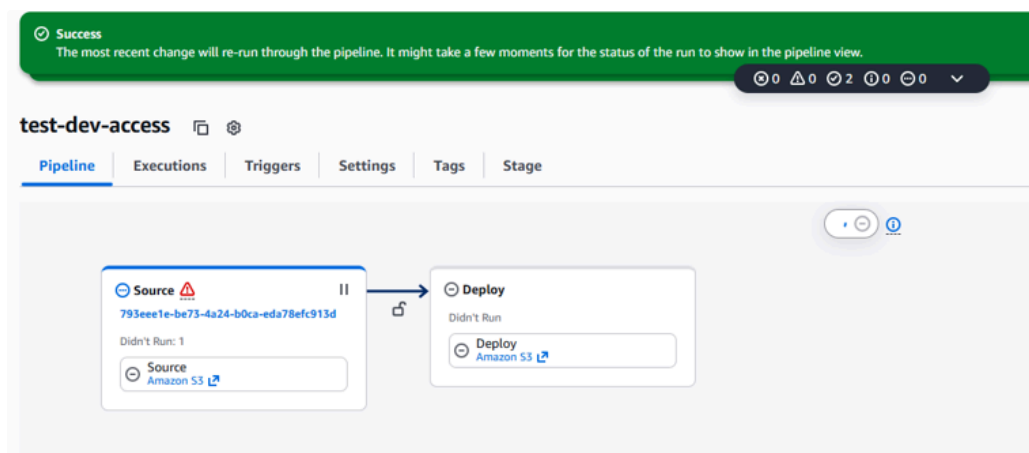 Success
The most recent change will re-run through the pipeline. It might take a few moments for the status of the run to show in the pipeline view.
0 0 2 0 0
test-dev-access
Pipeline Executions Triggers Settings Tags Stage
Source
793eee1e-be73-4a24-b0ca-eda78efc913d
Didn't Run: 1
Source
Amazon S3
Deploy
Didn't Run
Deploy
Amazon S3